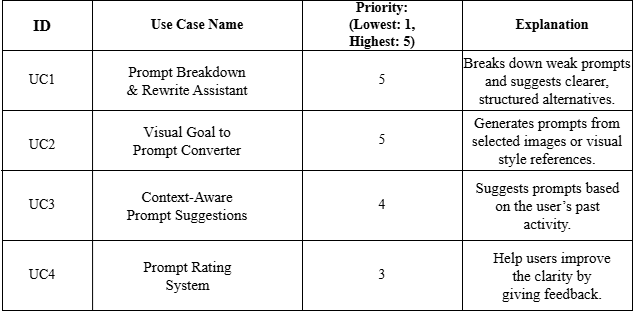 ID
Use Case Name
Priority:
(Lowest: 1,
Highest: 5)
Explanation
UC1
Prompt Breakdown
& Rewrite Assistant
5
Breaks down weak prompts
and suggests clearer,
structured alternatives.
UC2
Visual Goal to
Prompt Converter
5
Generates prompts from
selected images or visual
style references.
UC3
Context-Aware
Prompt Suggestions
4
Suggests prompts based
on the user’s past
activity.
UC4
Prompt Rating
System
3
Help users improve
the clarity by
giving feedback.